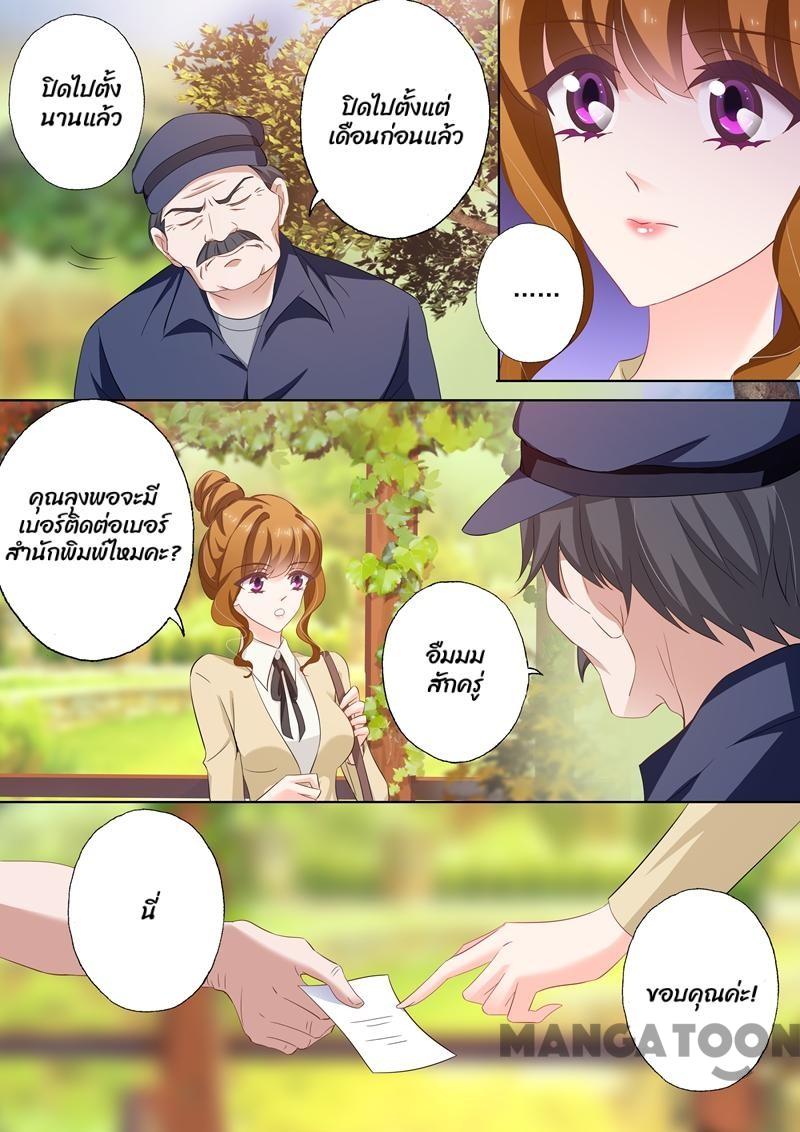 ปิดไปตั้ง
นานแล้ว
ปิดไปตั้งแต่
เดือนก่อนแล้ว
......
คุณลุงพอจะมี
เบอร์ติดต่อเบอร์
สำนักพิมพ์ไหมคะ?
อืมมม
สักครู่
นี่
ขอบคุณค่ะ!
MANGATOON